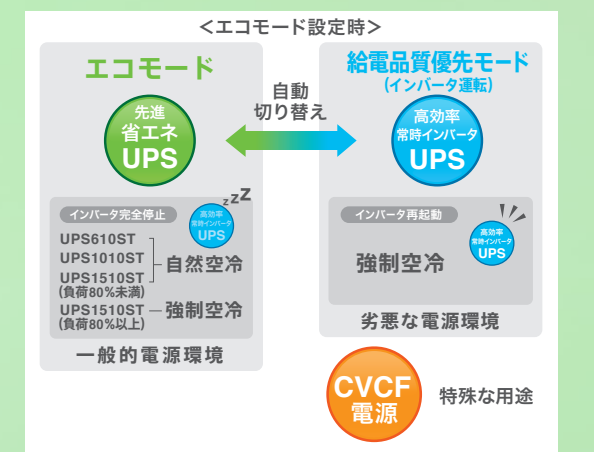 <エコモード設定時>
エコモード
先進
省エネ
UPS
自動
切り替え
給電品質優先モード
(インバータ運転)
高効率
常時インバータ
UPS
インバータ完全停止
zzZ
高効率
常時インバータ
UPS
UPS610ST
UPS1010ST
UPS1510ST
(負荷80%未満)
自然空冷
UPS1510ST
(負荷80%以上)
強制空冷
一般的電源環境
インバータ再起動
高効率
常時インバータ
UPS
強制空冷
劣悪な電源環境
CVCF
電源
特殊な用途